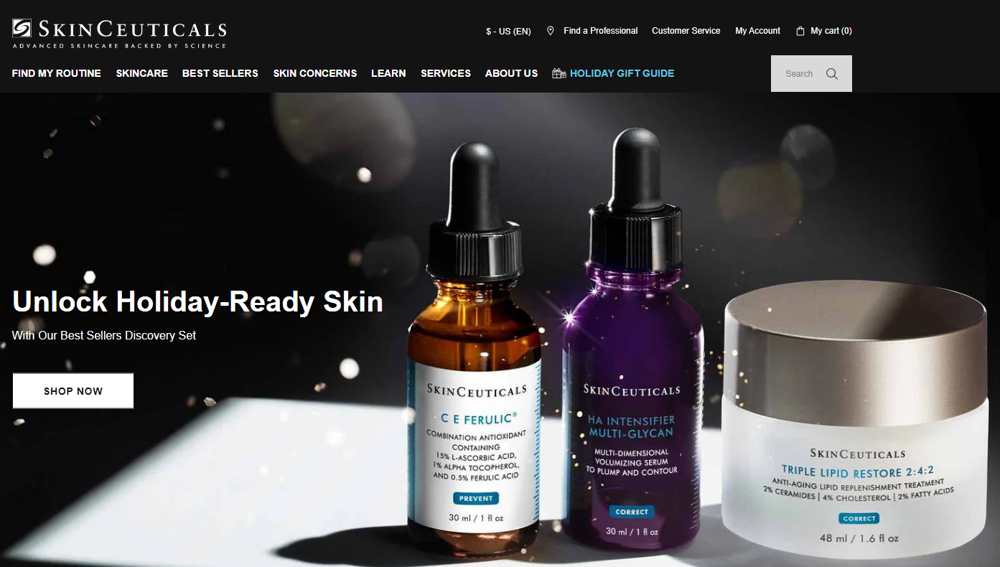 SKINCEUTICALS
ADVANCED SKINCARE BACKED BY SCIENCE
$ - US (EN)
Find a Professional
Customer Service
My Account
My cart (0)
FIND MY ROUTINE
SKINCARE
BEST SELLERS
SKIN CONCERNS
LEARN
SERVICES
ABOUT US
HOLIDAY GIFT GUIDE
Search
Unlock Holiday-Ready Skin
With Our Best Sellers Discovery Set
SHOP NOW
SKINCEUTICALS
C E FERULIC®
COMBINATION ANTIOXIDANT
CONTAINING
15% L-ASCORBIC ACID,
1% ALPHA TOCOPHEROL,
AND 0.5% FERULIC ACID
PREVENT
30 ml / 1 fl oz
SKINCEUTICALS
HA INTENSIFIER
MULTI-GLYCAN
MULTI-DIMENSIONAL
VOLUMIZING SERUM
TO PLUMP AND CONTOUR
CORRECT
30 ml / 1 fl oz
SKINCEUTICALS
TRIPLE LIPID RESTORE 2:4:2
ANTI-AGING LIPID REPLENISHMENT TREATMENT
2% CERAMIDES | 4% CHOLESTEROL | 2% FATTY ACIDS
CORRECT
48 ml / 1.6 fl oz